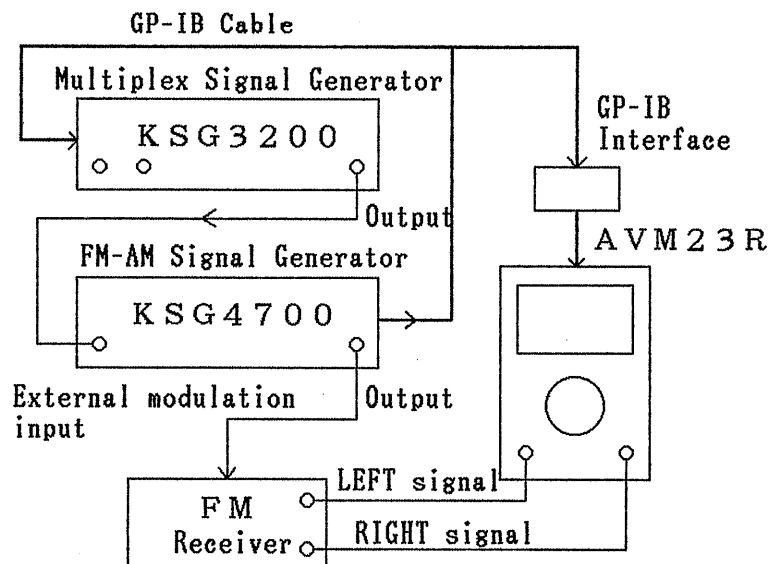 GP-IB Cable
Multiplex Signal Generator
KSG3200
GP-IB
Interface
Output
AVM23R
FM-AM Signal Generator
KSG4700
External modulation
input
Output
LEFT signal
FM
Receiver
RIGHT signal